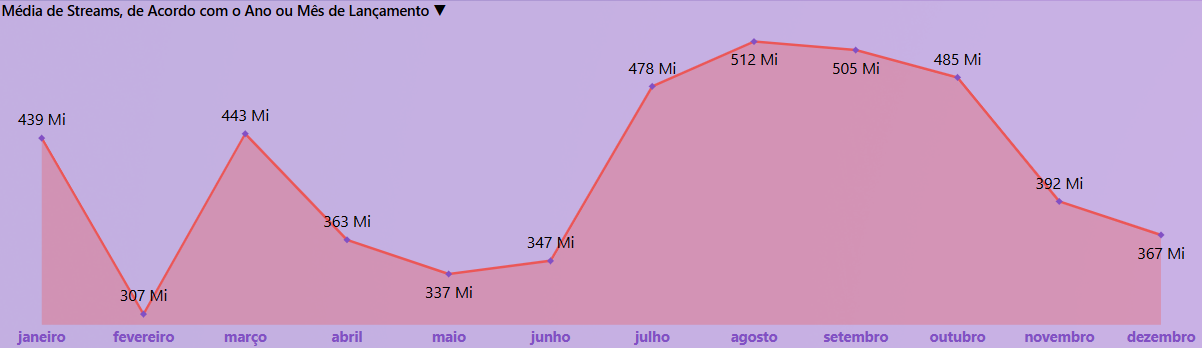 Média de Streams, de Acordo com o Ano ou Mês de Lançamento ▼
439 Mi
307 Mi
443 Mi
363 Mi
337 Mi
347 Mi
478 Mi
512 Mi
505 Mi
485 Mi
392 Mi
367 Mi
janeiro fevereiro março abril maio junho julho agosto setembro outubro novembro dezembro